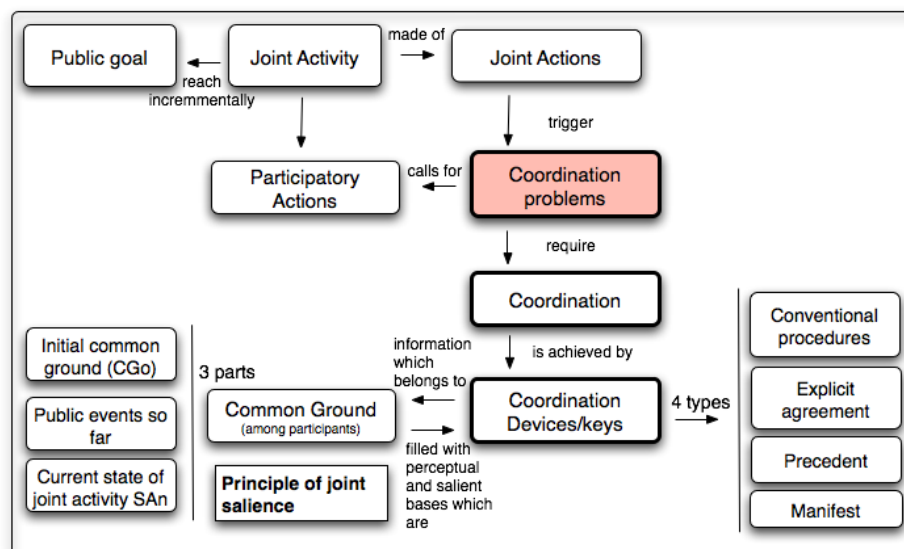 Public goal
Joint Activity
made of
Joint Actions
reach
incremmentally
trigger
Participatory
Actions
calls for
Coordination
problems
require
Coordination
Conventional
procedures
Initial common
ground (CGo)
3 parts
information
which
belongs to
is achieved by
Explicit
agreement
Public events so
far
Common Ground
(among participants)
Coordination
Devices/keys
4 types
Precedent
Current state of
joint activity SAn
Principle of joint
salience
filled with
perceptual
and salient
bases which
are
Manifest